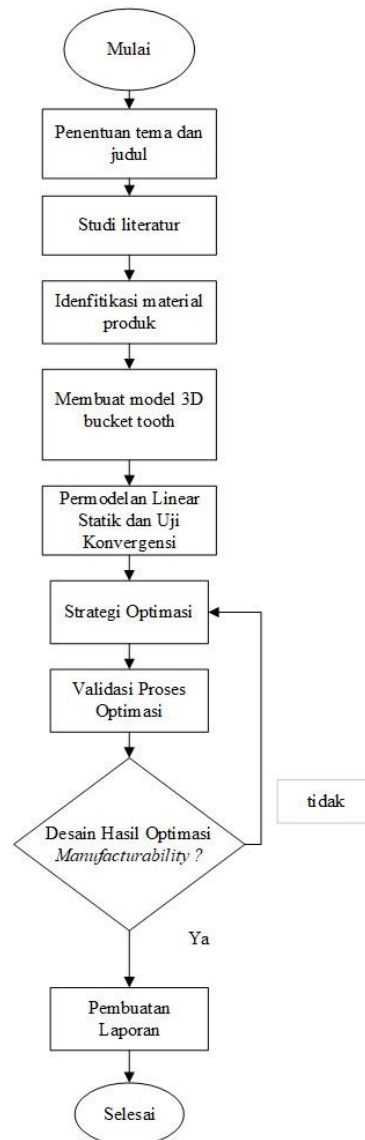 Mulai
Penentuan tema dan
judul
Studi literatur
Idenfitikasi material
produk
Membuat model 3D
bucket tooth
Permodelan Linear
Statik dan Uji
Konvergensi
Strategi Optimasi
Validasi Proses
Optimasi
Desain Hasil Optimasi
Manufacturability ?
tidak
Ya
Pembuatan
Laporan
Selesai